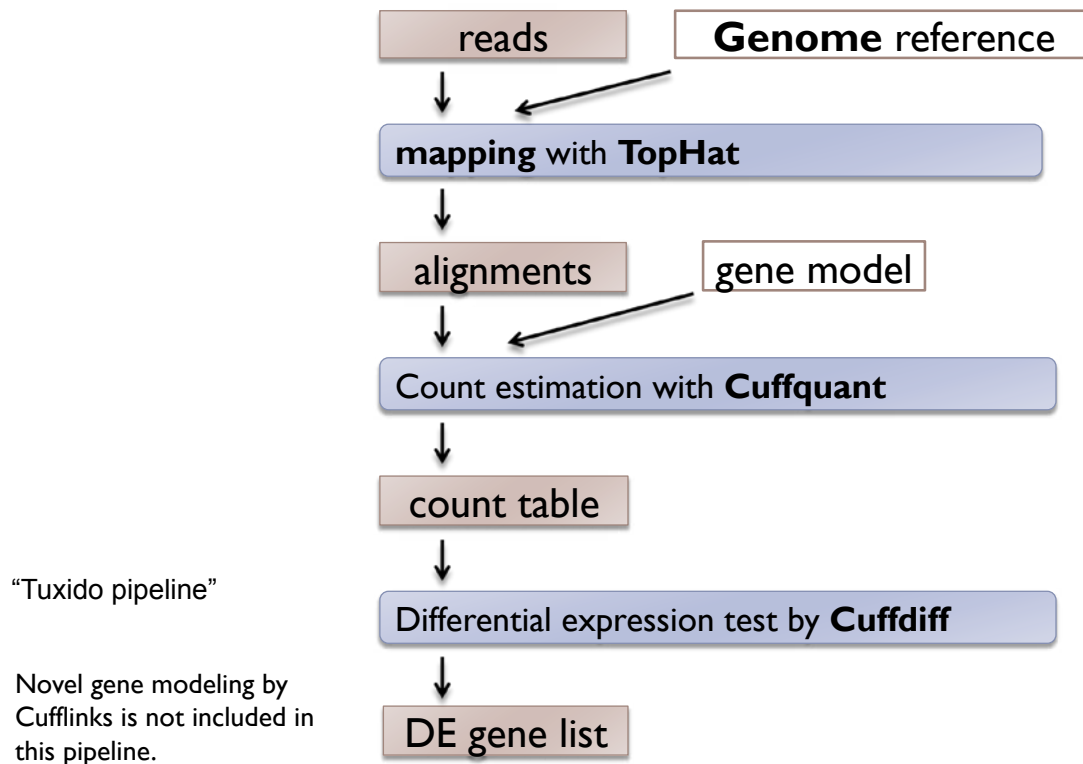 reads
Genome reference
mapping with TopHat
alignments
gene model
Count estimation with Cuffquant
count table
“Tuxido pipeline”
Differential expression test by Cuffdiff
Novel gene modeling by
Cufflinks is not included in
this pipeline.
DE gene list